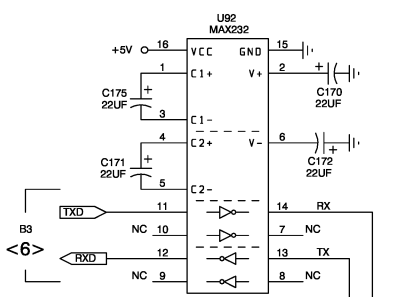 U92
MAX232
+5V 16 VCC GND 15
1 C1+ V+ 2 +
C175 + C170
22UF 22UF
3 C1-
4 C2+ V- 6
C171 + +
22UF C172
22UF
5 C2-
TXD 11 14 RX
B3 NC 10 7 NC
<6> RXD 12 13 TX
NC 9 8 NC